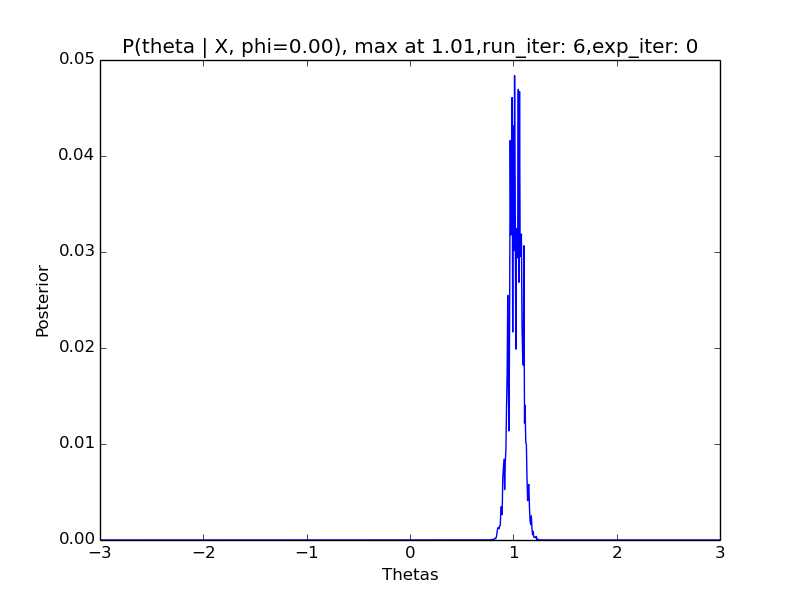 P(theta | X, phi=0.00), max at 1.01,run_iter: 6,exp_iter: 0
0.05
0.04
0.03
0.02
0.01
0.00
Posterior
−3 −2 −1 0 1 2 3
Thetas